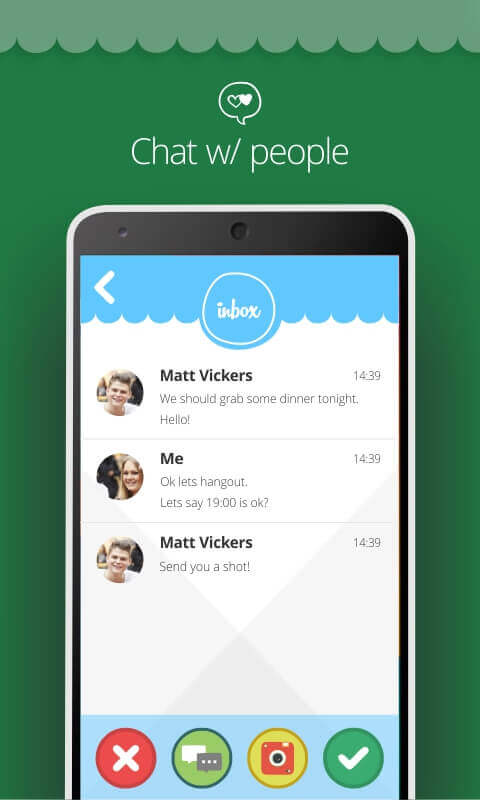 Chat w/ people
inbox
Matt Vickers 14:39
We should grab some dinner tonight.
Hello!
Me 14:39
Ok lets hangout.
Lets say 19:00 is ok?
Matt Vickers 14:39
Send you a shot!